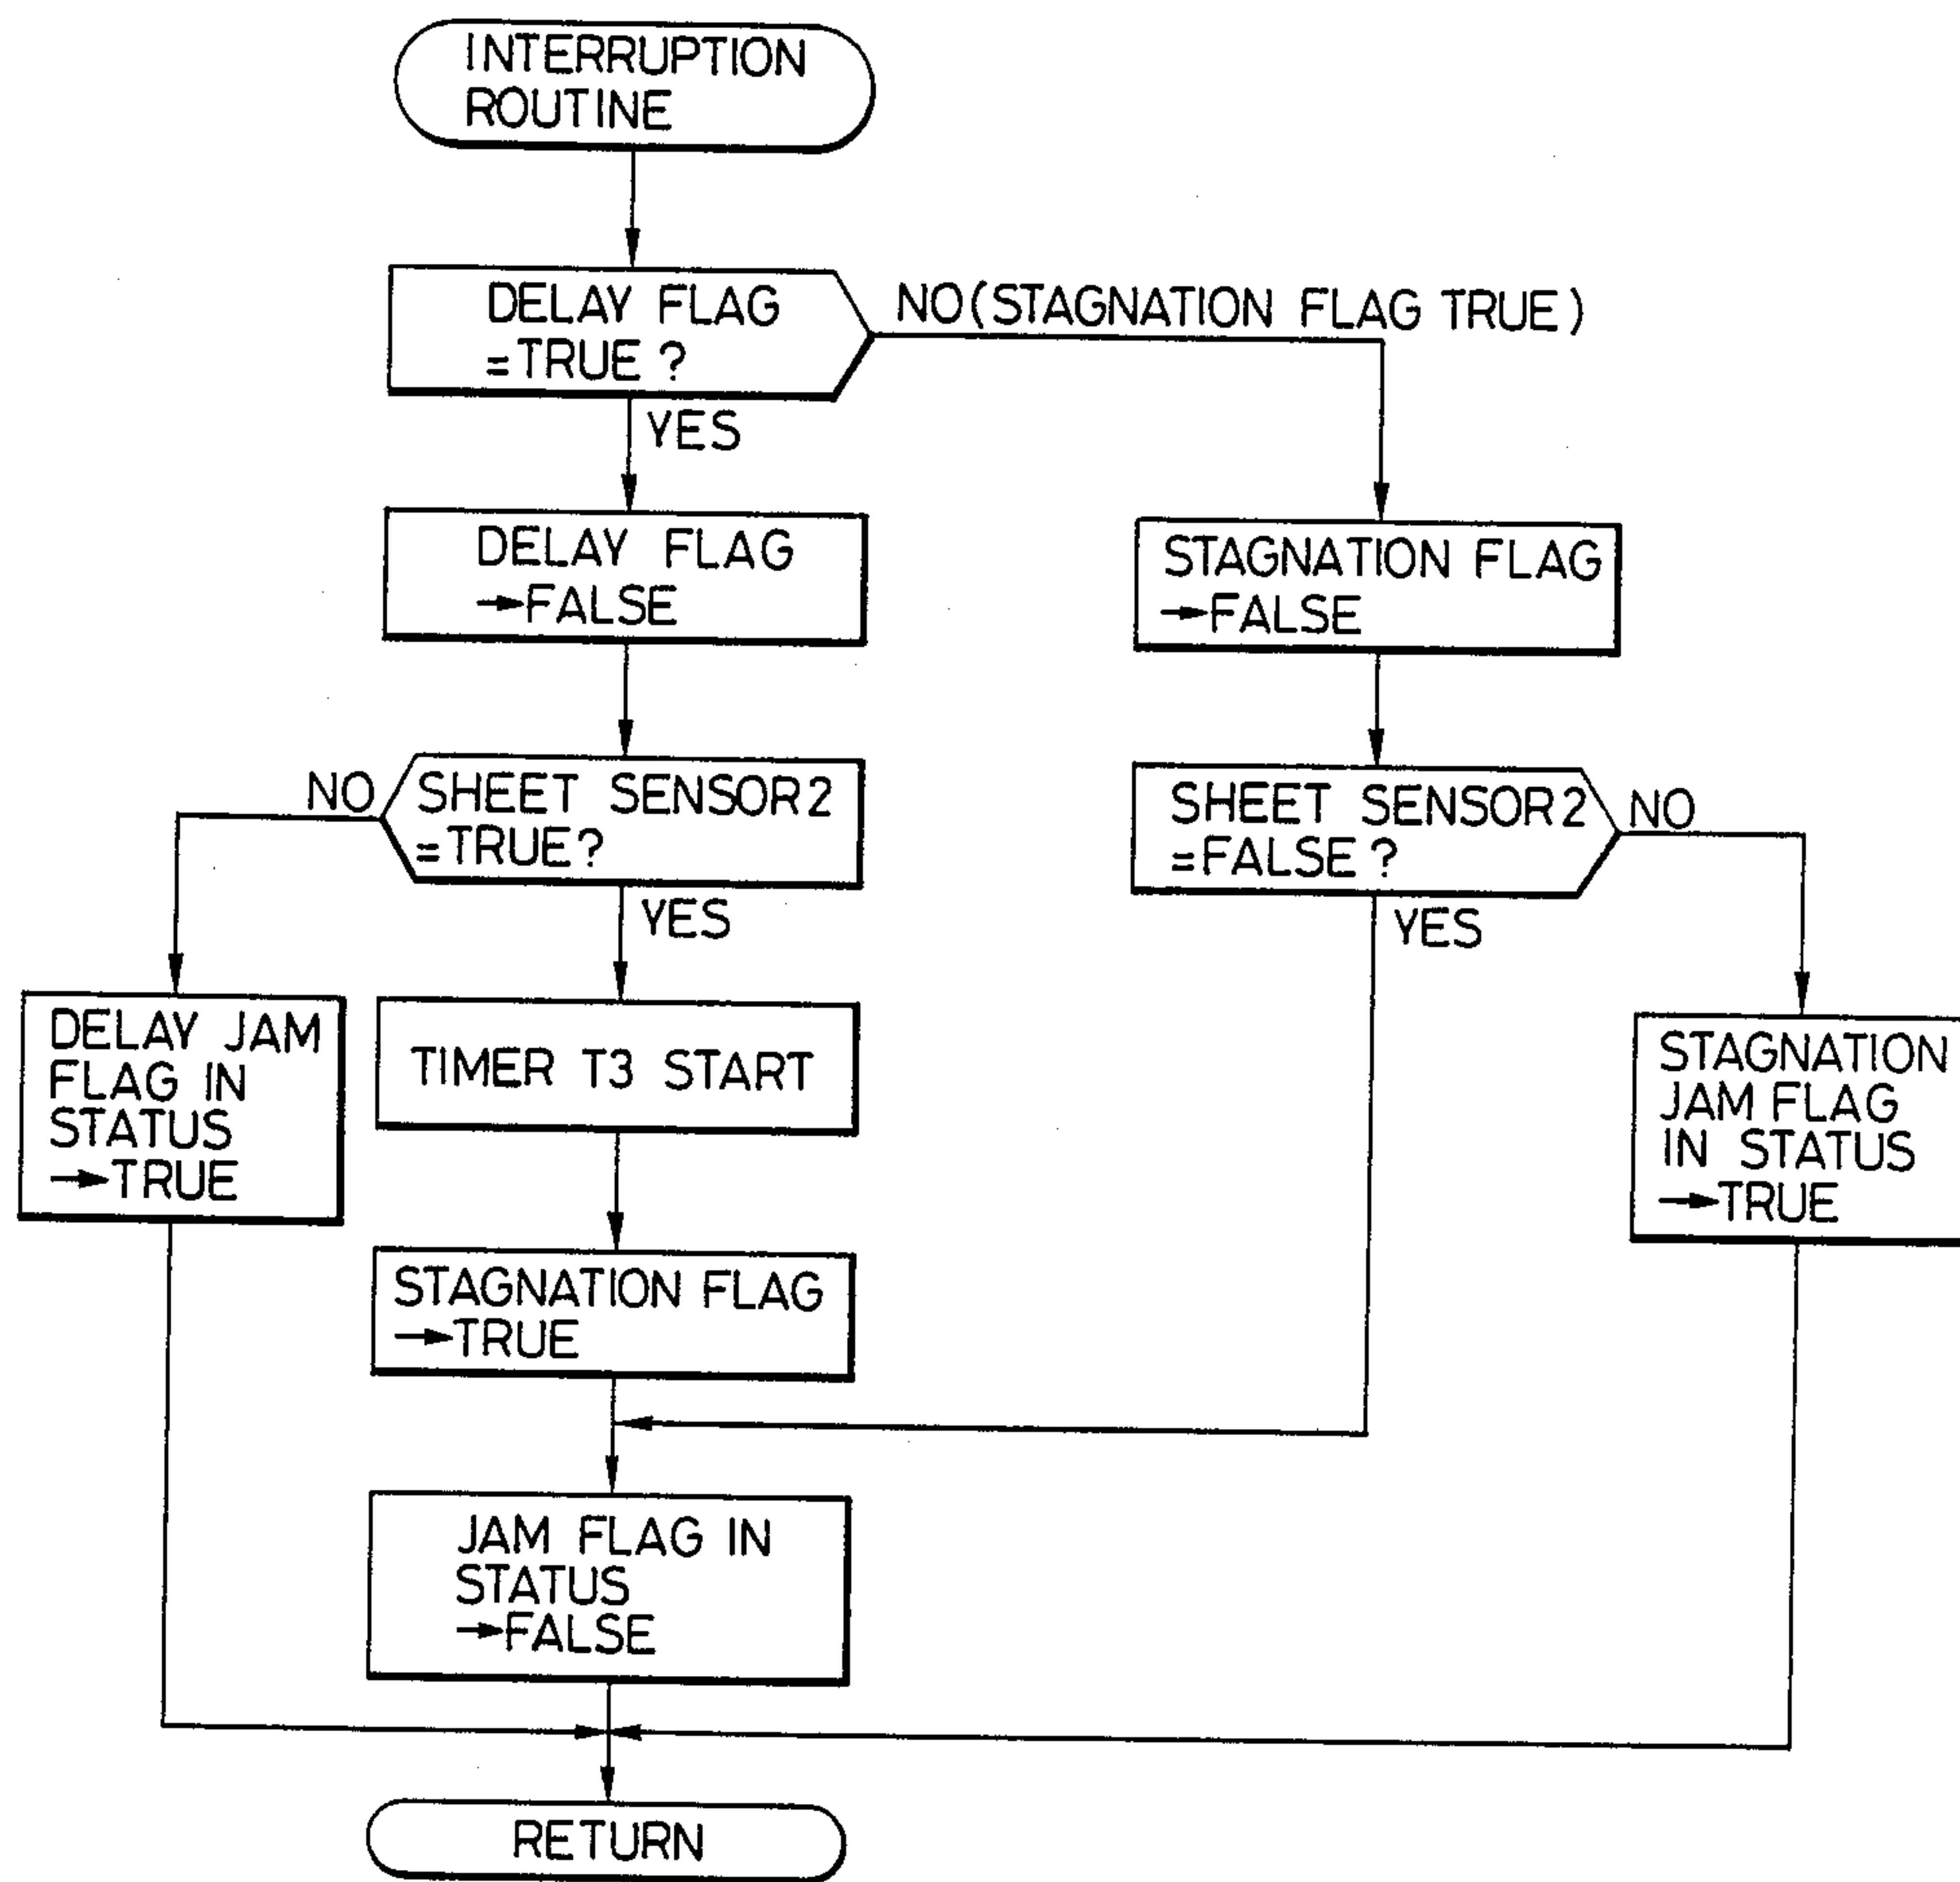 INTERRUPTION
ROUTINE
DELAY FLAG
=TRUE ?
NO(STAGNATION FLAG TRUE)
YES
DELAY FLAG
→FALSE
STAGNATION FLAG
→FALSE
NO
SHEET SENSOR2
=TRUE?
YES
SHEET SENSOR2
=FALSE ?
NO
YES
DELAY JAM
FLAG IN
STATUS
→TRUE
TIMER T3 START
STAGNATION
JAM FLAG
IN STATUS
→TRUE
STAGNATION FLAG
→TRUE
JAM FLAG IN
STATUS
→FALSE
RETURN